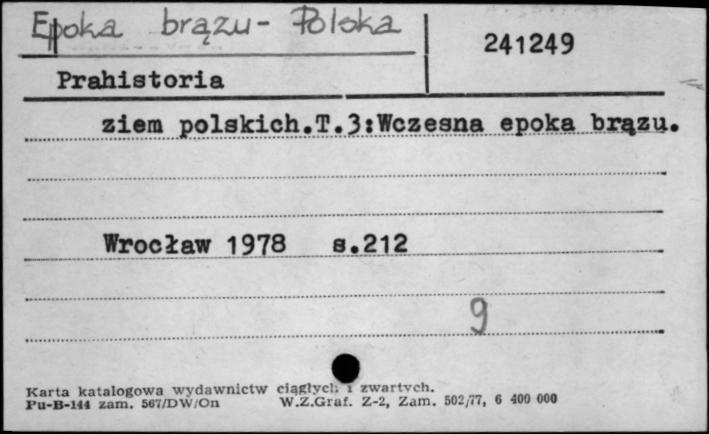 Epoka brązu - Polska
241249
Prahistoria
ziem polskich.T.3:Wczesna epoka brązu.
Wrocław 1978 s.212
9
Karta katalogowa wydawnictw ciągłych i zwartych.
Pu-B-144 zam. 567/DW/On W.Z.Graf. Z-2, Zam. 502/77, 6 400 000